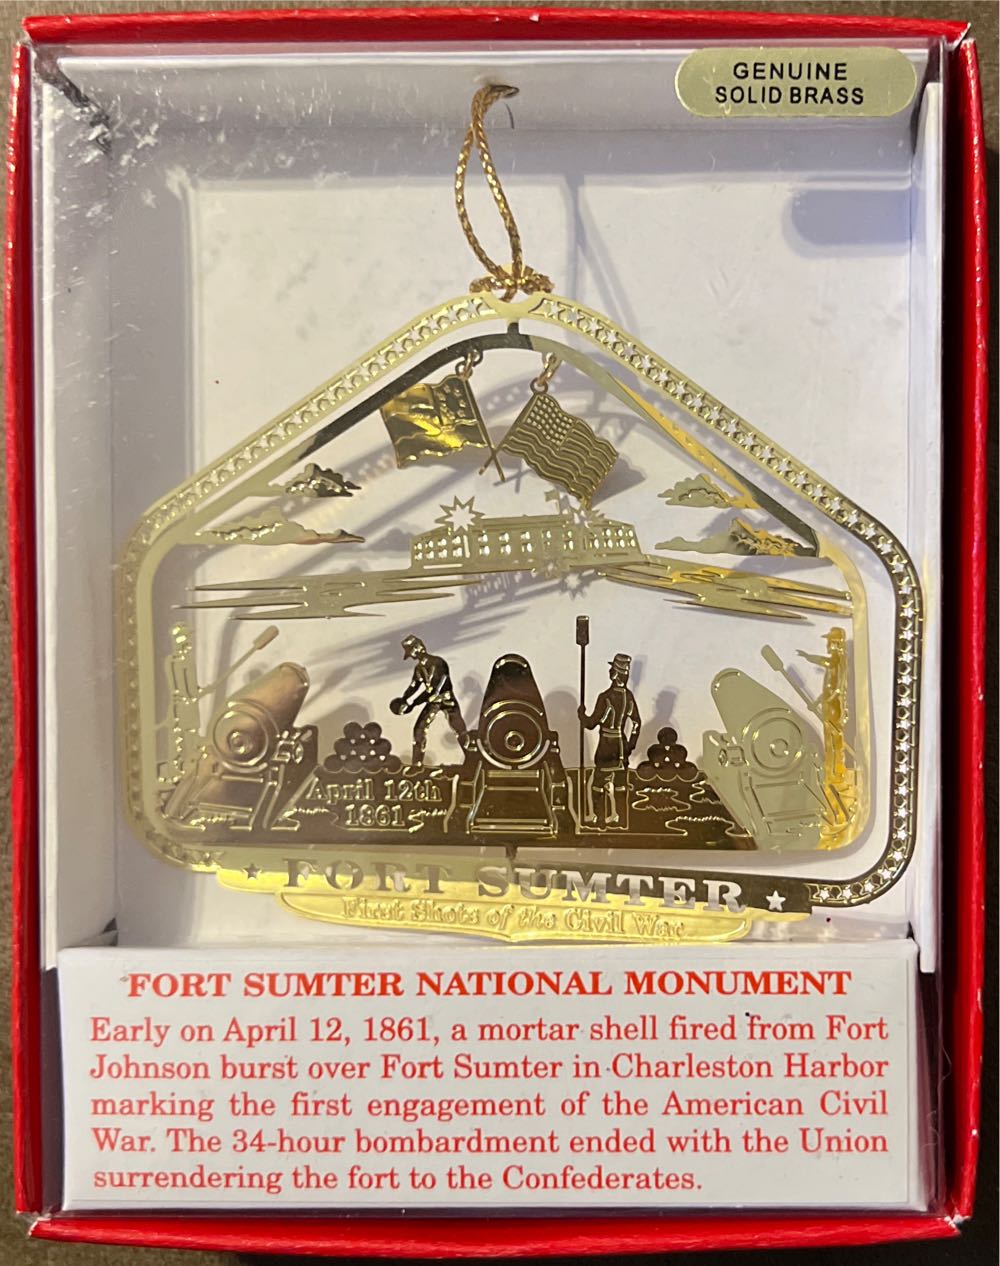 GENUINE
SOLID BRASS
April 12th
1861
FORT SUMTER
First Shots of the Civil War
FORT SUMTER NATIONAL MONUMENT
Early on April 12, 1861, a mortar shell fired from Fort
Johnson burst over Fort Sumter in Charleston Harbor
marking the first engagement of the American Civil
War. The 34-hour bombardment ended with the Union
surrendering the fort to the Confederates.